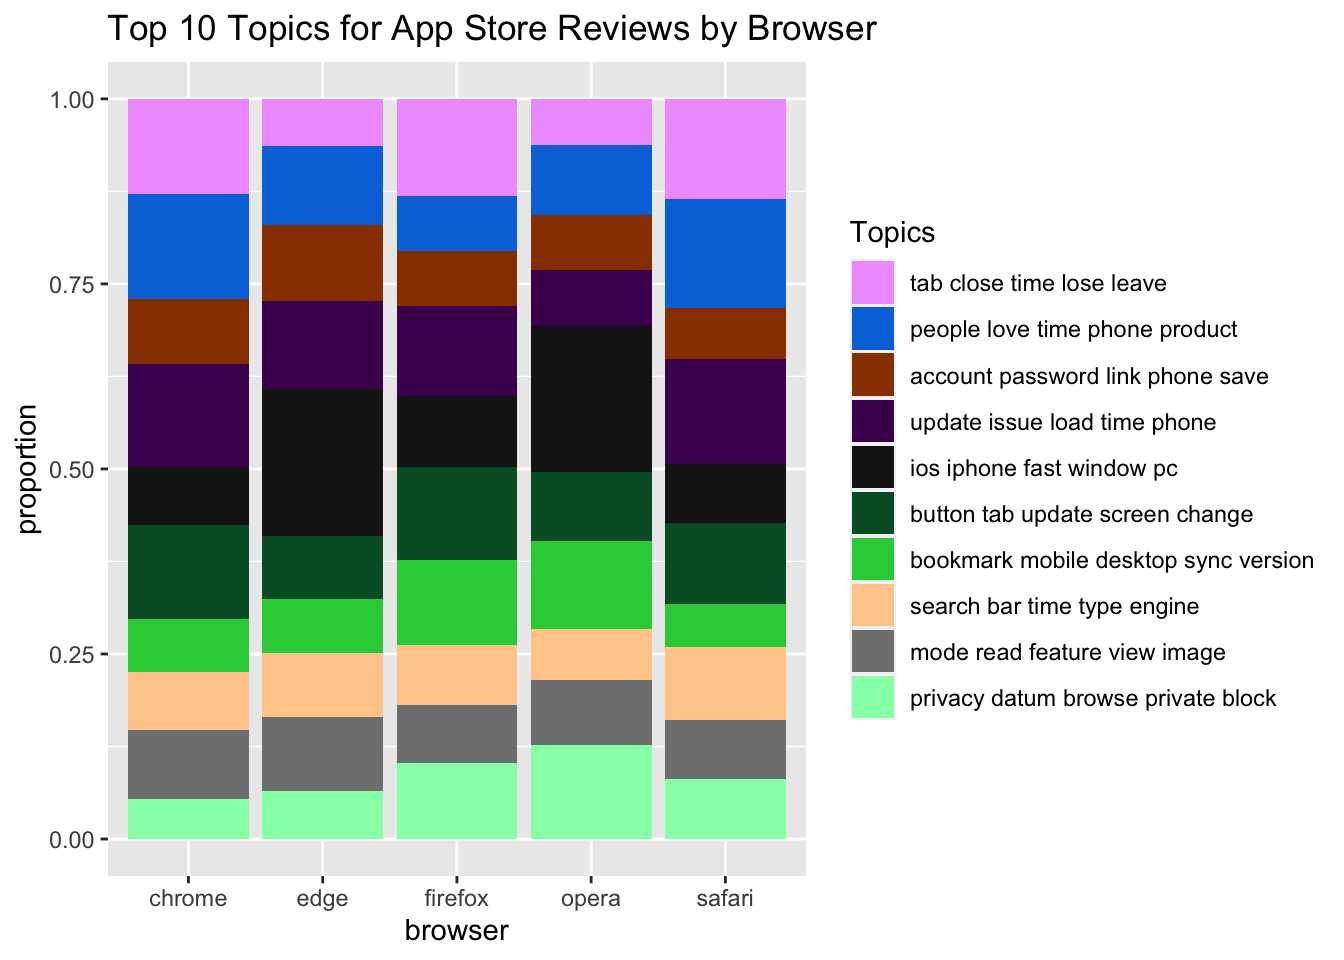 Top 10 Topics for App Store Reviews by Browser
1.00
0.75
0.50
0.25
0.00
proportion
chrome
edge
firefox
opera
safari
browser
Topics
tab close time lose leave
people love time phone product
account password link phone save
update issue load time phone
ios iphone fast window pc
button tab update screen change
bookmark mobile desktop sync version
search bar time type engine
mode read feature view image
privacy datum browse private block